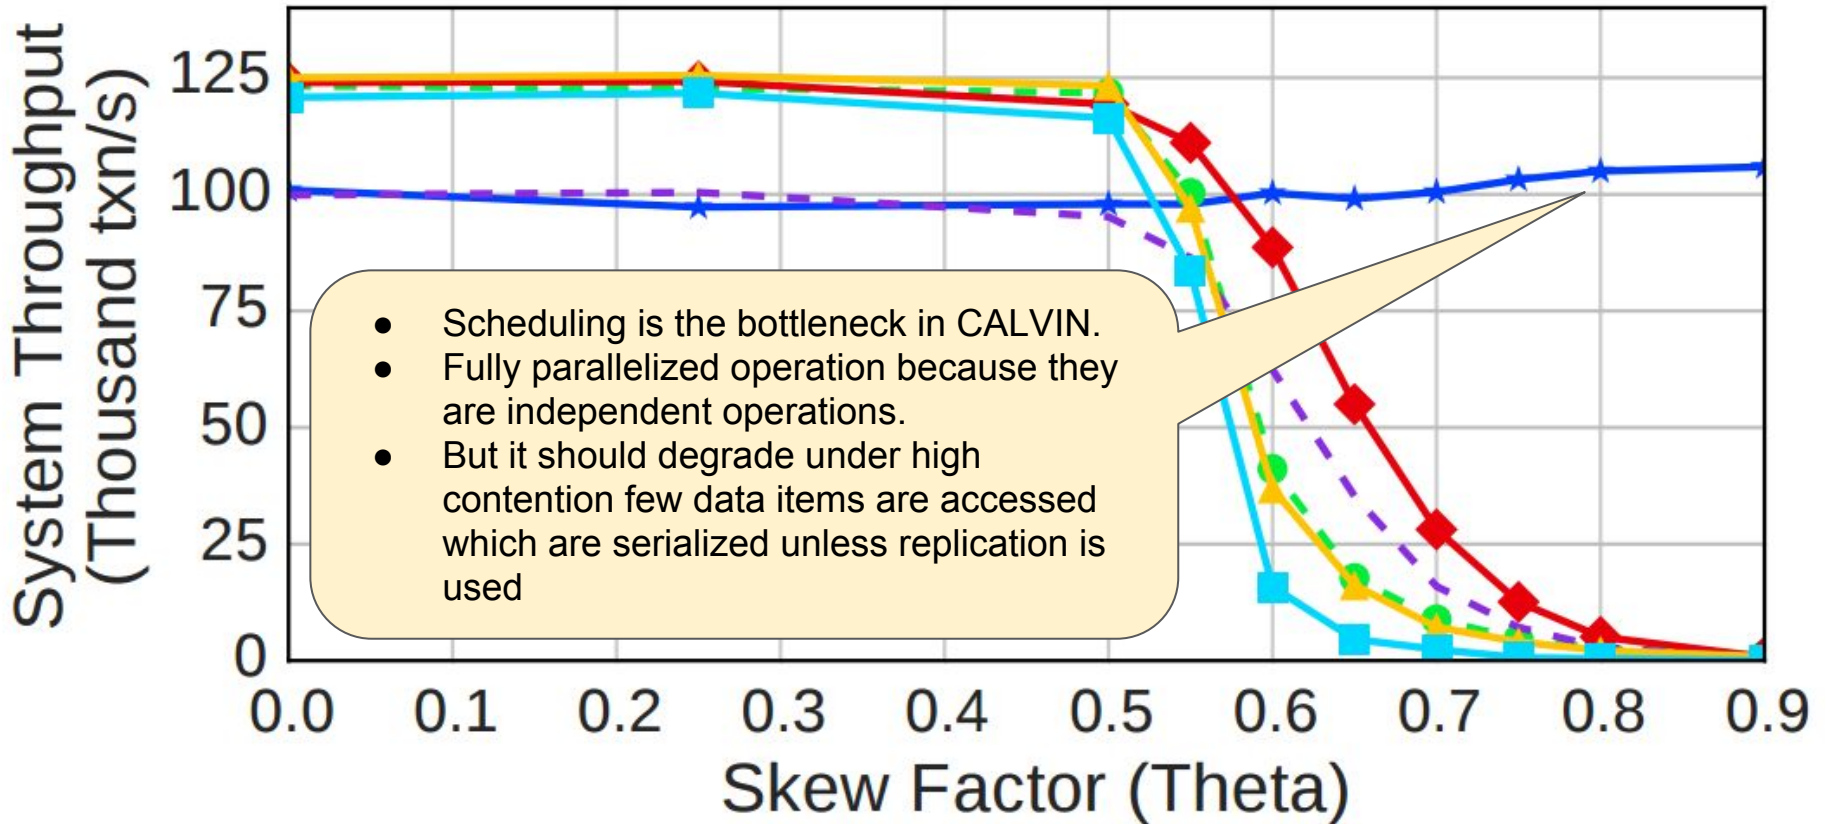 System Throughput
(Thousand txn/s)
125
100
75
50
25
0
● Scheduling is the bottleneck in CALVIN.
● Fully parallelized operation because they
are independent operations.
● But it should degrade under high
contention few data items are accessed
which are serialized unless replication is
used
0.0 0.1 0.2 0.3 0.4 0.5 0.6 0.7 0.8 0.9
Skew Factor (Theta)